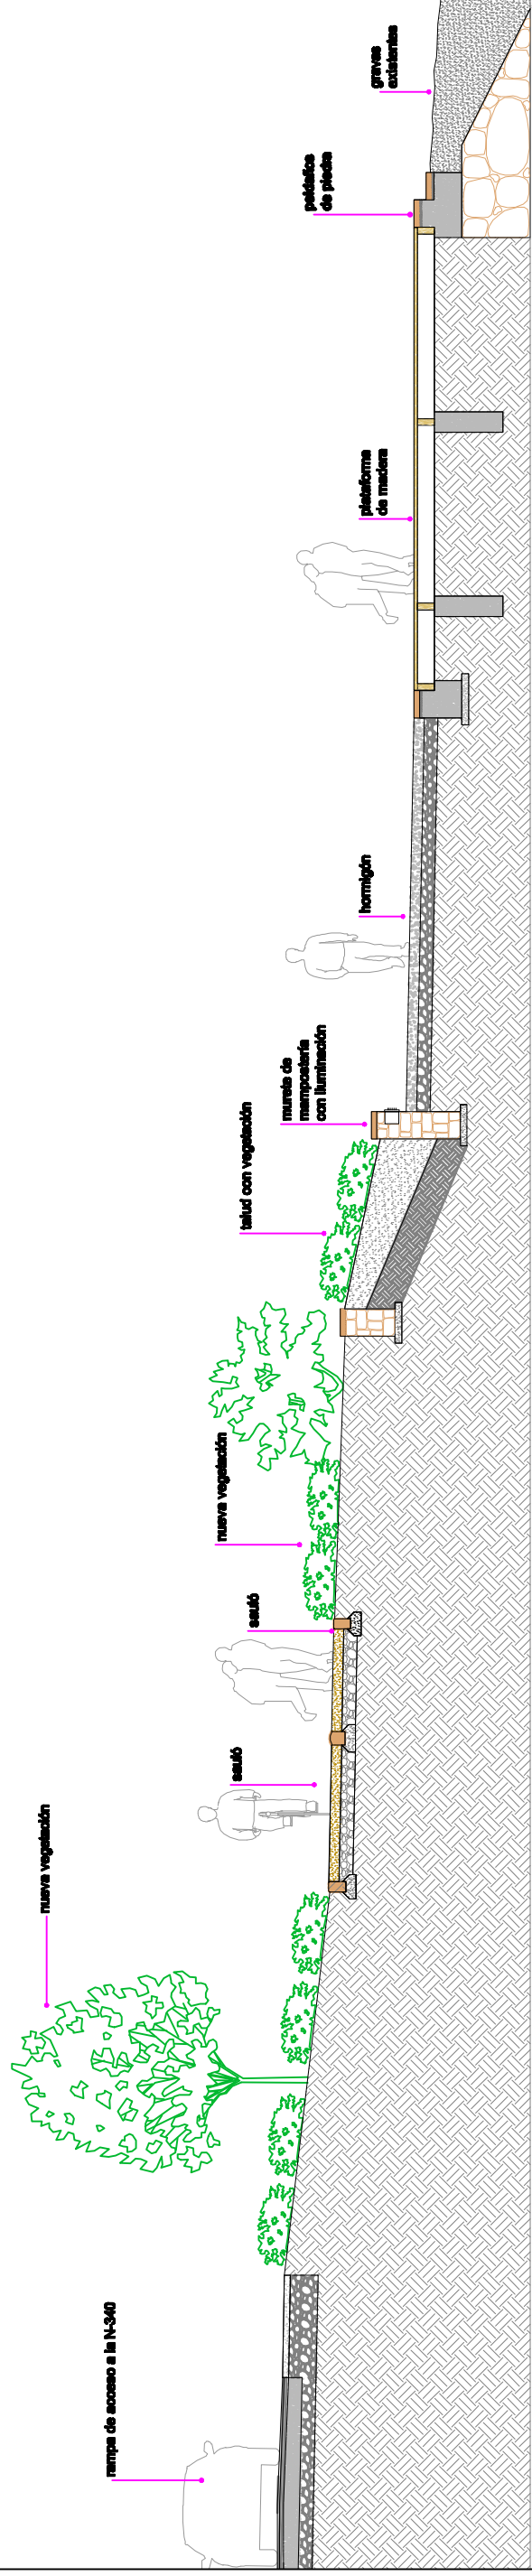 rampa de acceso a la N-340
nueva vegetación
sauló
sauló
nueva vegetación
talud con vegetación
murete de
mampostería
con iluminación
hormigón
plataforma
de madera
peldaños
de piedra
gravas
existentes